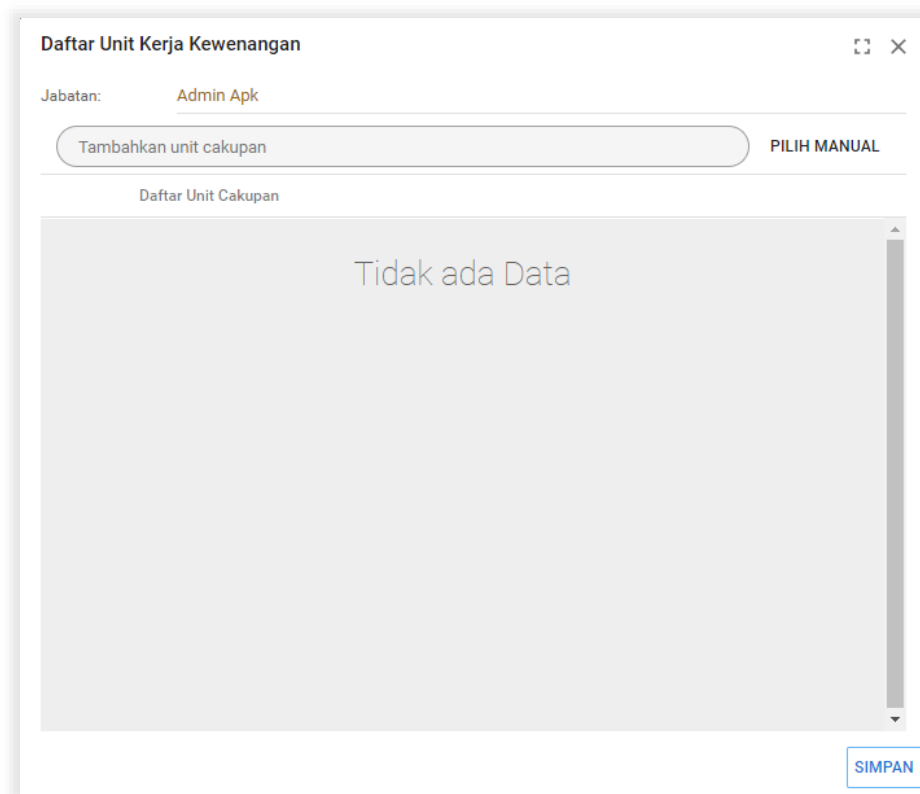 Daftar Unit Kerja Kewenangan
Jabatan: Admin Apk
Tambahkan unit cakupan PILIH MANUAL
Daftar Unit Cakupan
Tidak ada Data
SIMPAN